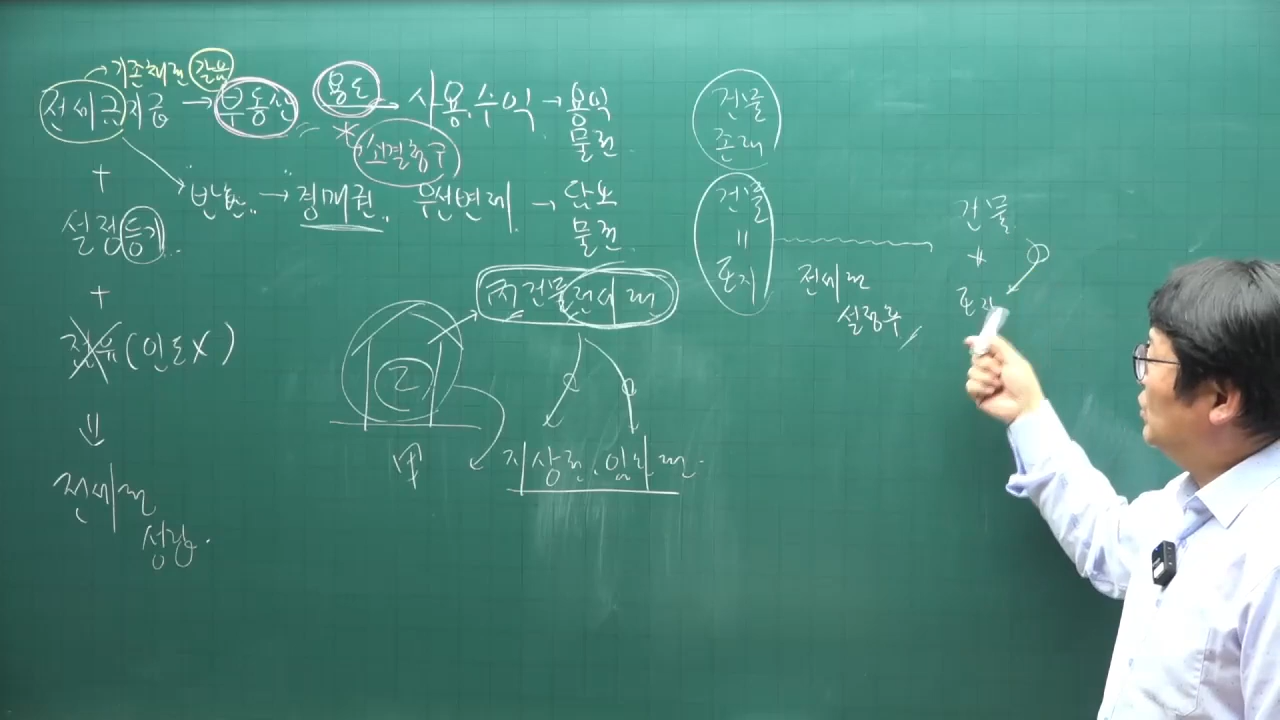 기존채권 갈음
전세금지급 → 부동산 용도 사용.수익 → 용익
물권
* 소멸청구
"반환" → "경매권" 우선변제 → 담보
물권
+
설정등기
+
점유(인도X)
⇓
전세권
성립.
건물전세권
乙
甲
지상권.임차권.
건물
존재
건물
=
토지
전세권
설정후
건물
≠
토지